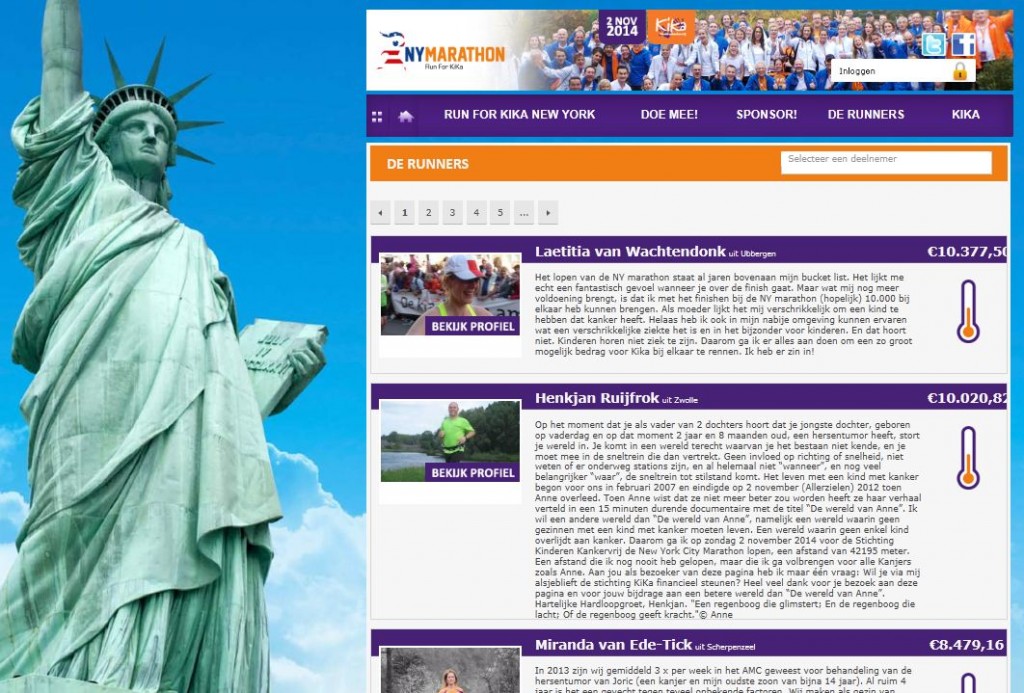 NYMARATHON
Run For KiKa
2 NOV
2014
KiKa
Inloggen
RUN FOR KIKA NEW YORK
DOE MEE!
SPONSOR!
DE RUNNERS
KIKA
DE RUNNERS
Selecteer een deelnemer
1 2 3 4 5 ...
Laetitia van Wachtendonk uit Ubbergen €10.377,50
Het lopen van de NY marathon staat al jaren bovenaan mijn bucket list. Het lijkt me
echt een fantastisch gevoel wanneer je over de finish gaat. Maar wat mij nog meer
voldoening brengt, is dat ik met het finishen bij de NY marathon (hopelijk) 10.000 bij
elkaar heb kunnen brengen. Als moeder lijkt het mij verschrikkelijk om een kind te
hebben dat kanker heeft. Helaas heb ik ook in mijn nabije omgeving kunnen ervaren
wat een verschrikkelijke ziekte het is en in het bijzonder voor kinderen. En dat hoort
niet. Kinderen horen niet ziek te zijn. Daarom ga ik er alles aan doen om een zo groot
mogelijk bedrag voor Kika bij elkaar te rennen. Ik heb er zin in!
BEKIJK PROFIEL
Henkjan Ruijfrok uit Zwolle €10.020,82
Op het moment dat je als vader van 2 dochters hoort dat je jongste dochter, geboren
op vaderdag en op dat moment 2 jaar en 8 maanden oud, een hersentumor heeft, stort
je wereld in. Je komt in een wereld terecht waarvan je het bestaan niet kende, en je
moet mee in de sneltrein die dan vertrekt. Geen invloed op richting of snelheid, niet
weten of er onderweg stations zijn, en al helemaal niet “wanneer”, en nog veel
belangrijker “waar”, de sneltrein tot stilstand komt. Het leven met een kind met kanker
begon voor ons in februari 2007 en eindigde op 2 november (Allerzielen) 2012 toen
Anne overleed. Toen Anne wist dat ze niet meer beter zou worden heeft ze haar verhaal
verteld in een 15 minuten durende documentaire met de titel “De wereld van Anne”. Ik
wil een andere wereld dan “De wereld van Anne”, namelijk een wereld waarin geen
gezinnen met een kind met kanker moeten leven. Een wereld waarin geen enkel kind
overlijdt aan kanker. Daarom ga ik op zondag 2 november 2014 voor de Stichting
Kinderen Kankervrij de New York City Marathon lopen, een afstand van 42195 meter.
Een afstand die ik nog nooit heb gelopen, maar die ik ga volbrengen voor alle Kanjers
zoals Anne. Aan jou als bezoeker van deze pagina heb ik maar één vraag: Wil je via mij
alsjeblieft de stichting KiKa financieel steunen? Heel veel dank voor je bezoek aan deze
pagina en voor jouw bijdrage aan een betere wereld dan “De wereld van Anne”.
Hartelijke Hardloopgroet, Henkjan. "Een regenboog die glimstert; En de regenboog die
lacht; Of de regenboog geeft kracht."© Anne
BEKIJK PROFIEL
Miranda van Ede-Tick uit Scherpenzeel €8.479,16
In 2013 zijn wij gemiddeld 3 x per week in het AMC geweest voor behandeling van de
hersentumor van Joric (een kanjer en mijn oudste zoon van bijna 14 jaar). Al ruim 4
jaar is het een gevecht tegen teveel onbekende factoren. Wij maken als gezin van